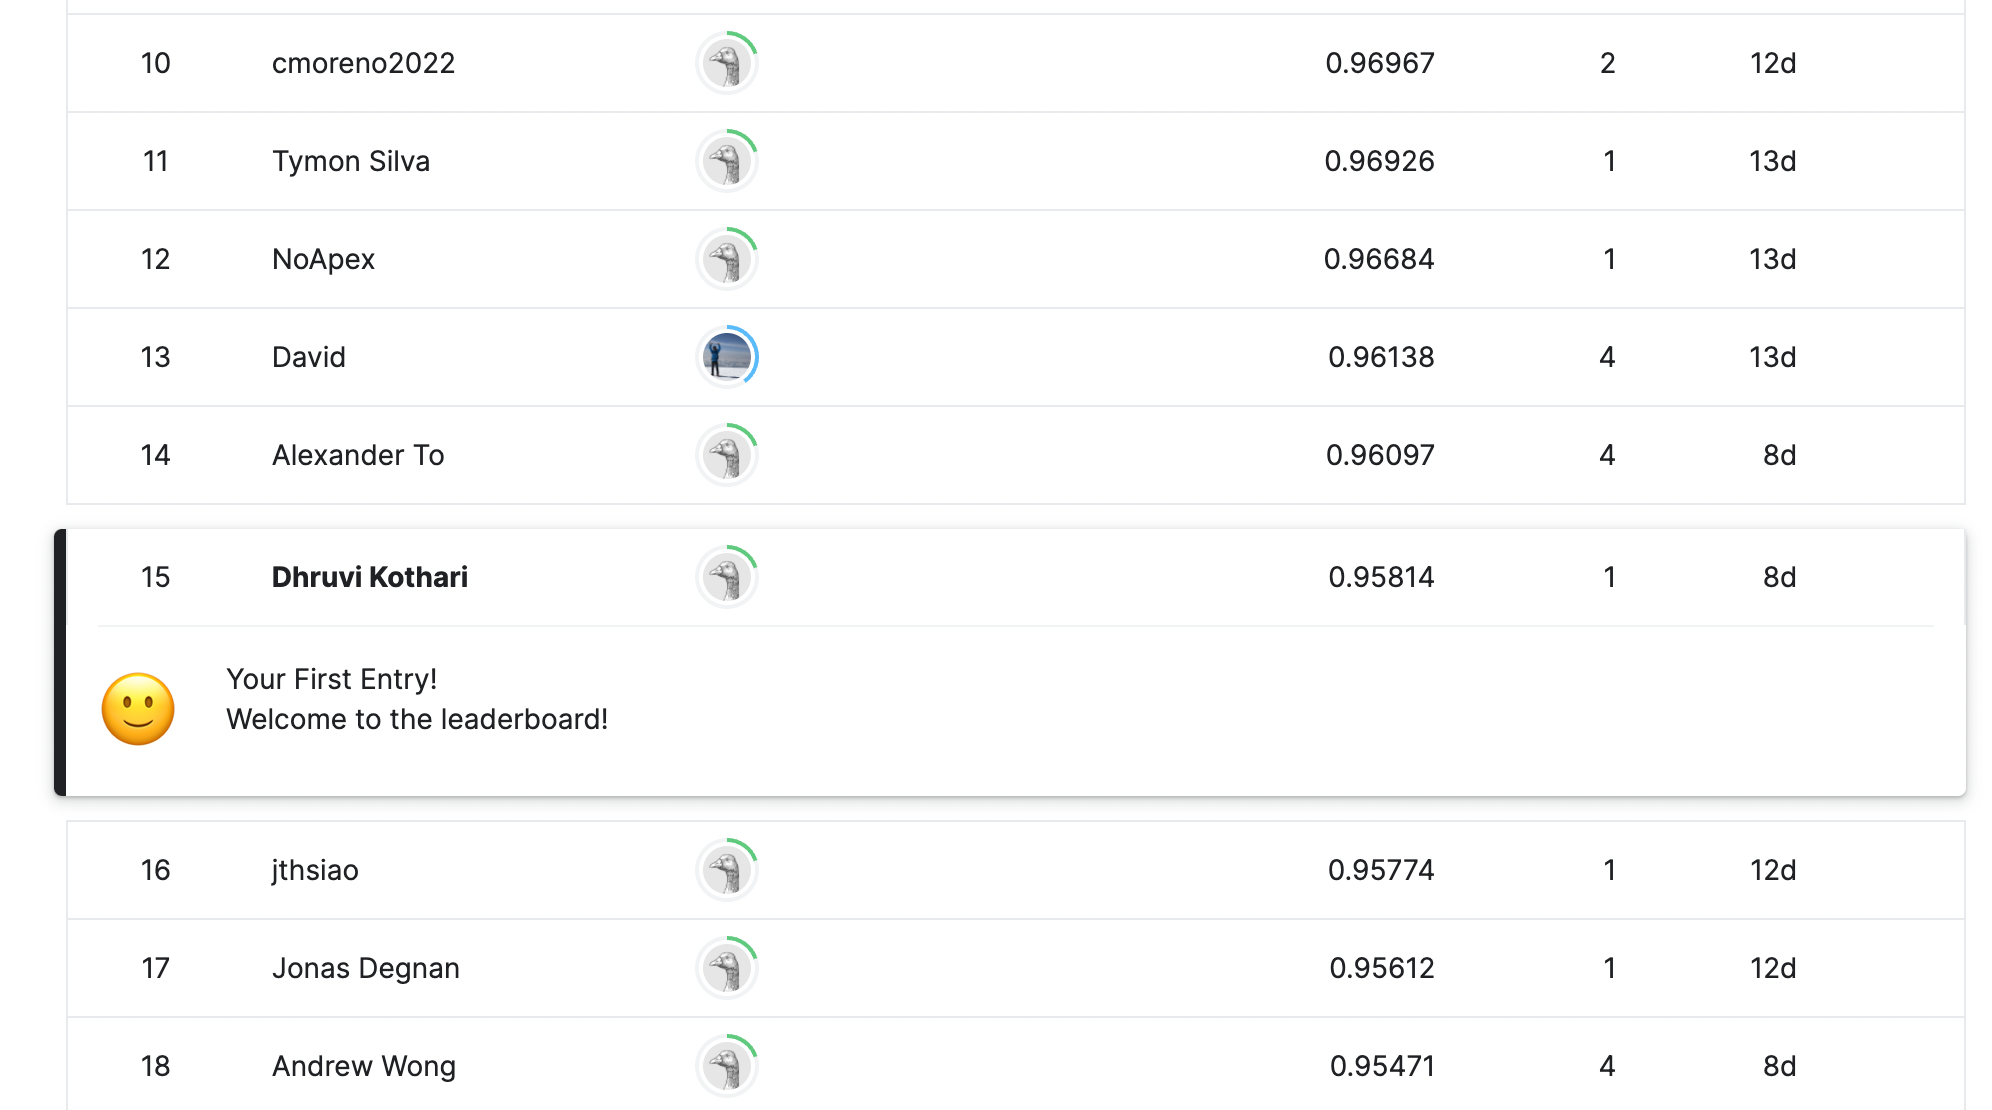 10 cmoreno2022 0.96967 2 12d
11 Tymon Silva 0.96926 1 13d
12 NoApex 0.96684 1 13d
13 David 0.96138 4 13d
14 Alexander To 0.96097 4 8d
15 Dhruvi Kothari 0.95814 1 8d
Your First Entry!
Welcome to the leaderboard!
16 jthsiao 0.95774 1 12d
17 Jonas Degnan 0.95612 1 12d
18 Andrew Wong 0.95471 4 8d